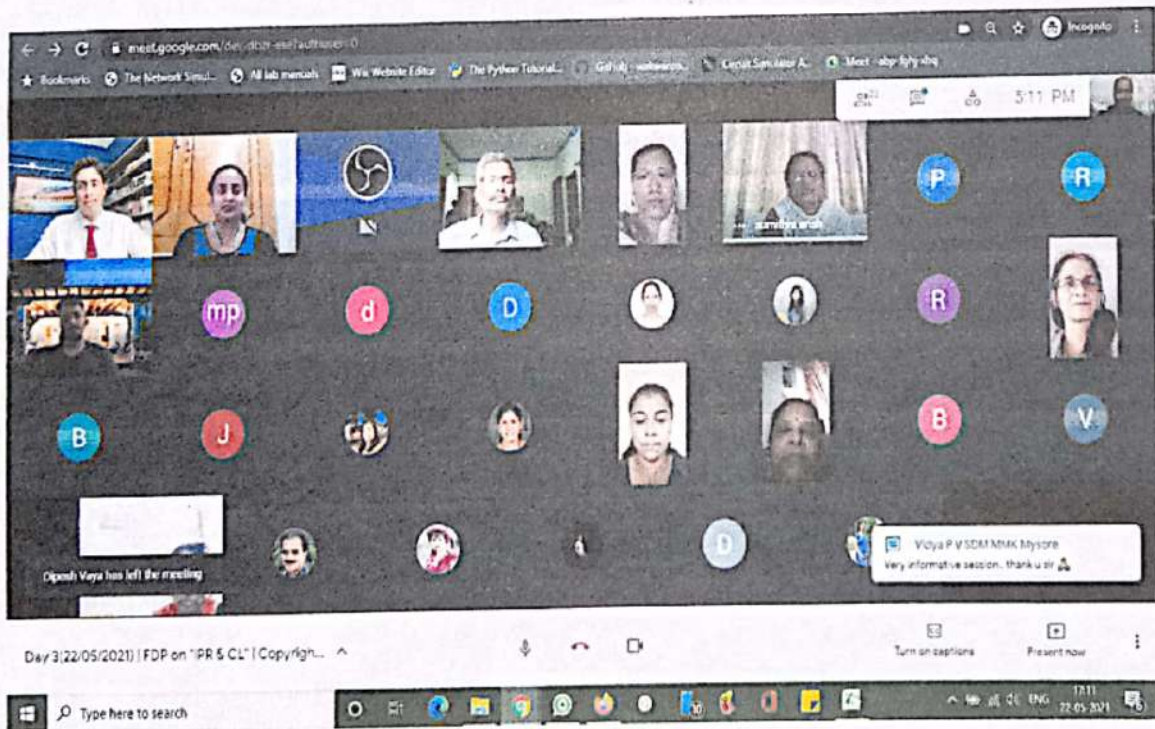 meet.google.com/
Incognito
Bookmarks
The Network Simul...
All lab manuals
Wix Website Editor
The Python Tutorial...
Circuit Simulator A...
5:11 PM
P
R
mp
d
D
R
B
J
B
V
D
Dipesh Vaya has left the meeting
Vidya P V SDM MMK Mysore
Very informative session.. thank u sir
Day 3(22/05/2021) | FDP on "IPR & CL" | Copyrigh...
Turn on captions
Present now
Type here to search
ENG
17:11
22-05-2021